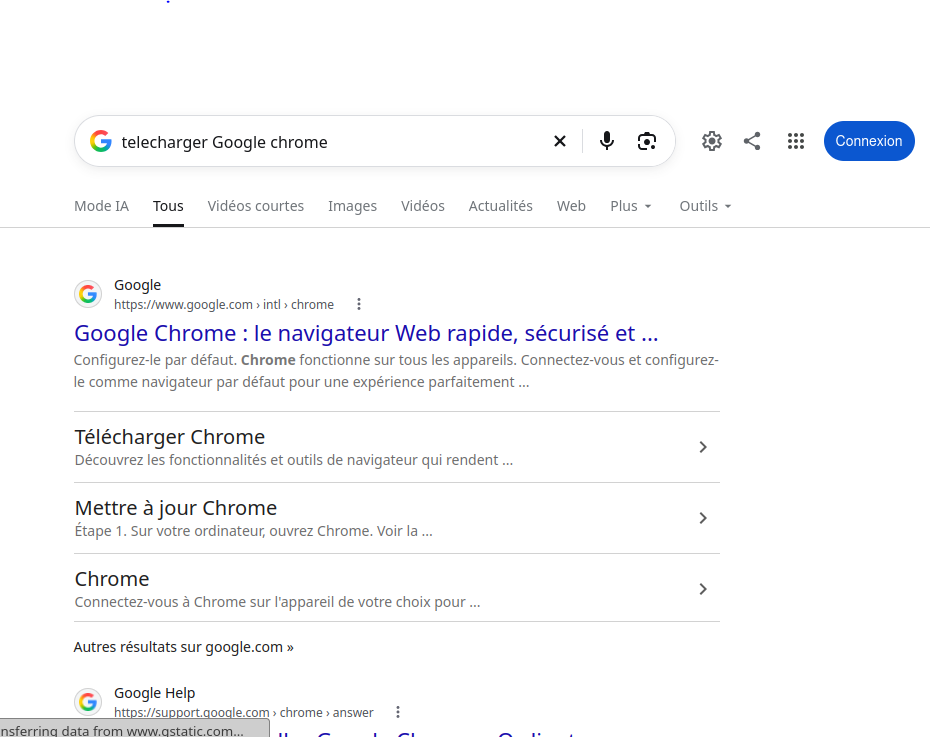 telecharger Google chrome
Connexion
Mode IA Tous Vidéos courtes Images Vidéos Actualités Web Plus Outils
Google
https://www.google.com › intl › chrome
Google Chrome : le navigateur Web rapide, sécurisé et ...
Configurez-le par défaut. Chrome fonctionne sur tous les appareils. Connectez-vous et configurez-
le comme navigateur par défaut pour une expérience parfaitement ...
Télécharger Chrome
Découvrez les fonctionnalités et outils de navigateur qui rendent ...
Mettre à jour Chrome
Étape 1. Sur votre ordinateur, ouvrez Chrome. Voir la ...
Chrome
Connectez-vous à Chrome sur l'appareil de votre choix pour ...
Autres résultats sur google.com »
Google Help
https://support.google.com › chrome › answer
nsferring data from www.gstatic.com...